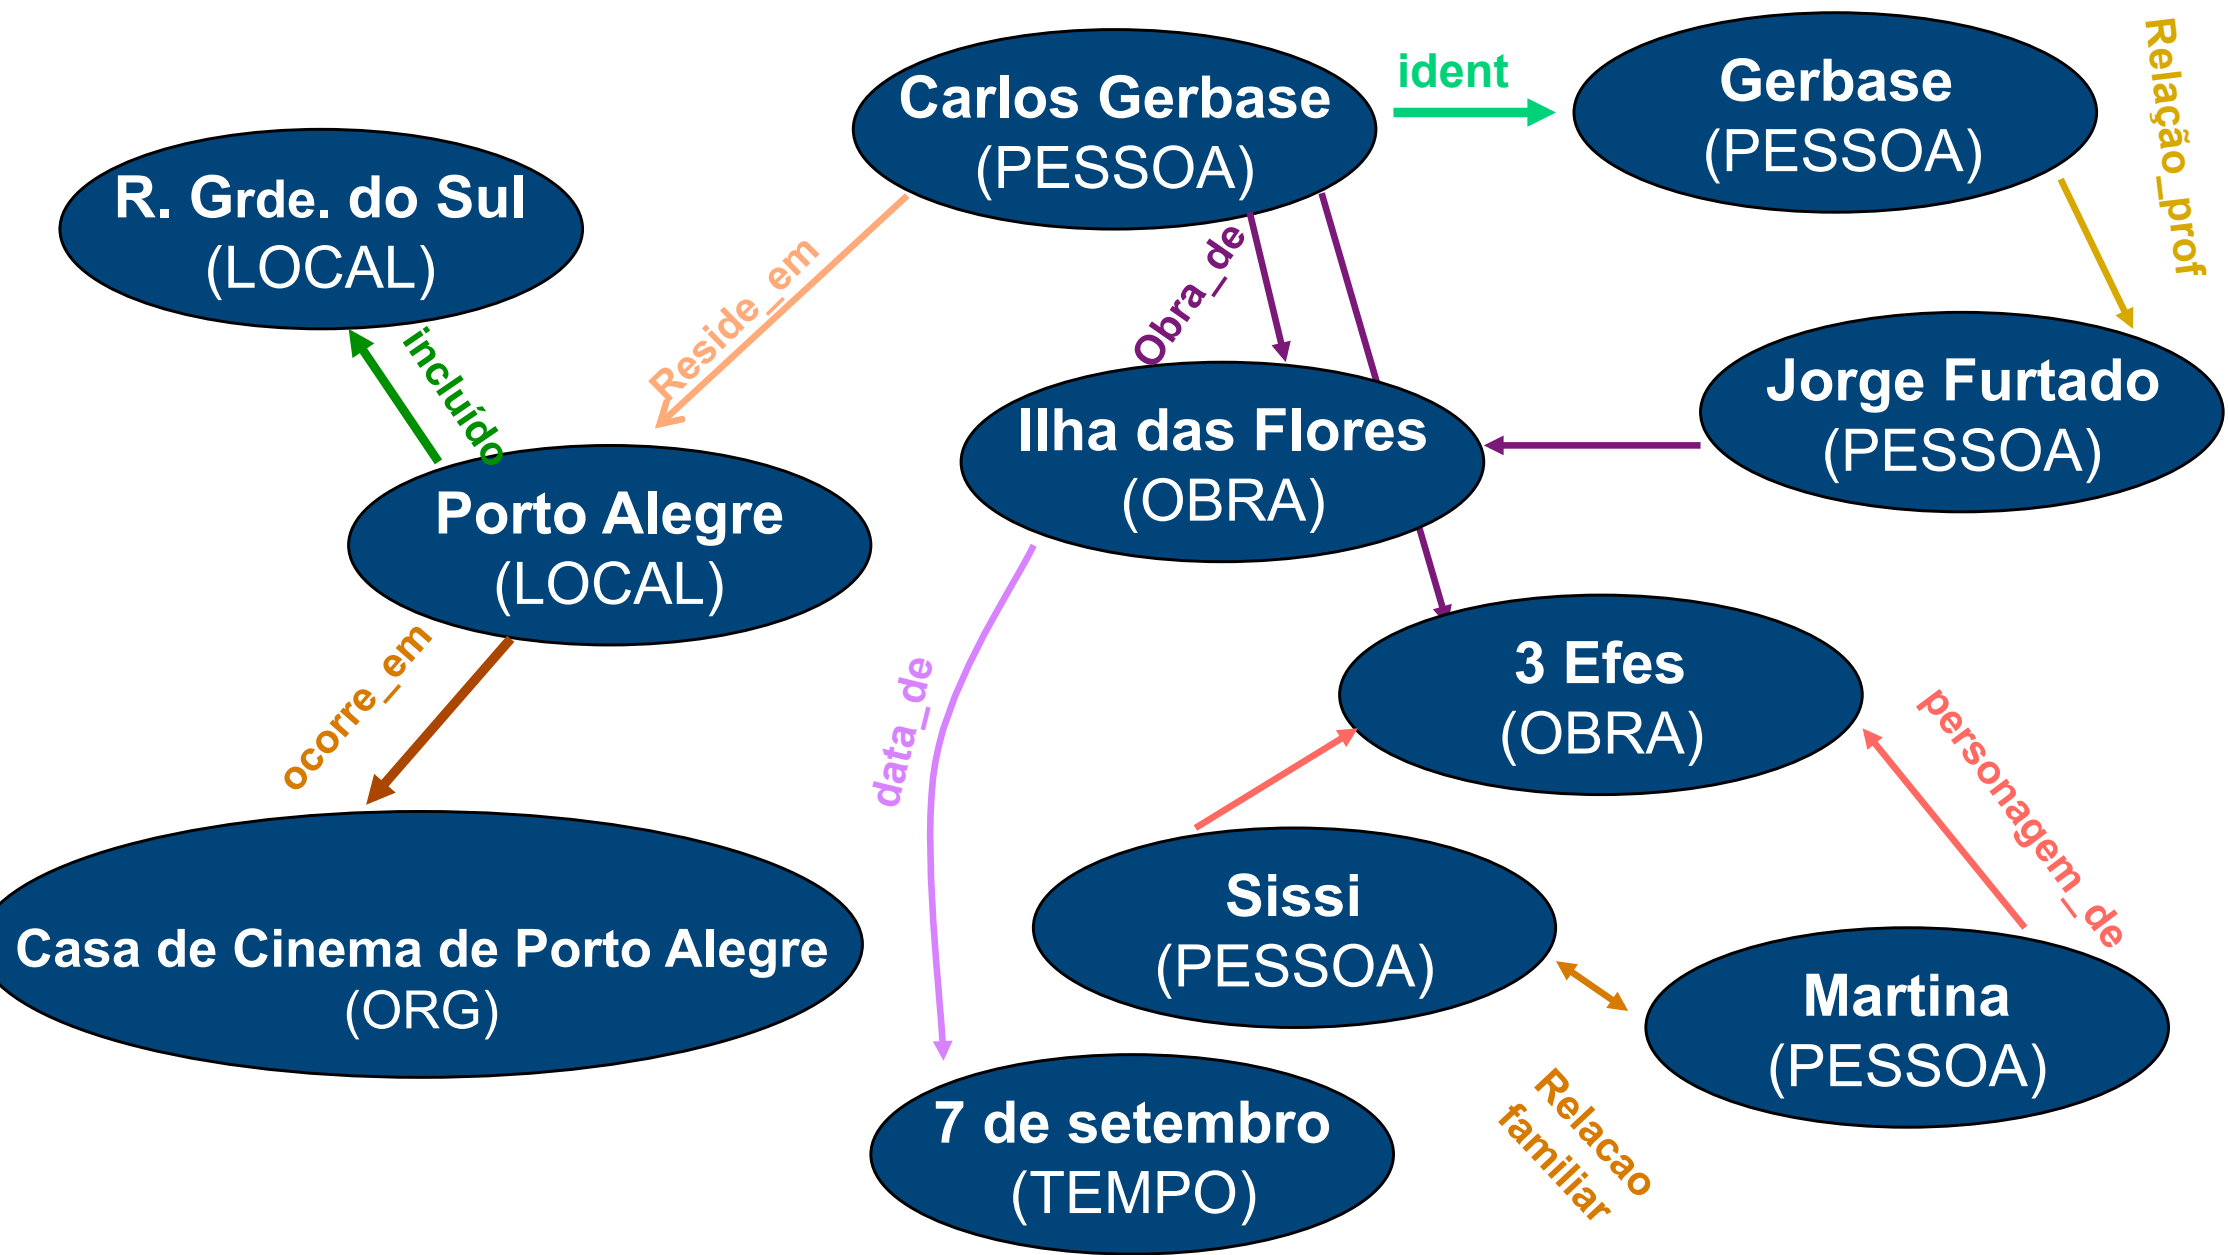 Carlos Gerbase
(PESSOA)
ident
Gerbase
(PESSOA)
Relação_prof
R. Grde. do Sul
(LOCAL)
Reside_em
Obra_de
incluído
Jorge Furtado
(PESSOA)
Ilha das Flores
(OBRA)
Porto Alegre
(LOCAL)
ocorre_em
data_de
3 Efes
(OBRA)
personagem_de
Sissi
(PESSOA)
Casa de Cinema de Porto Alegre
(ORG)
Martina
(PESSOA)
7 de setembro
(TEMPO)
Relacao
familiar